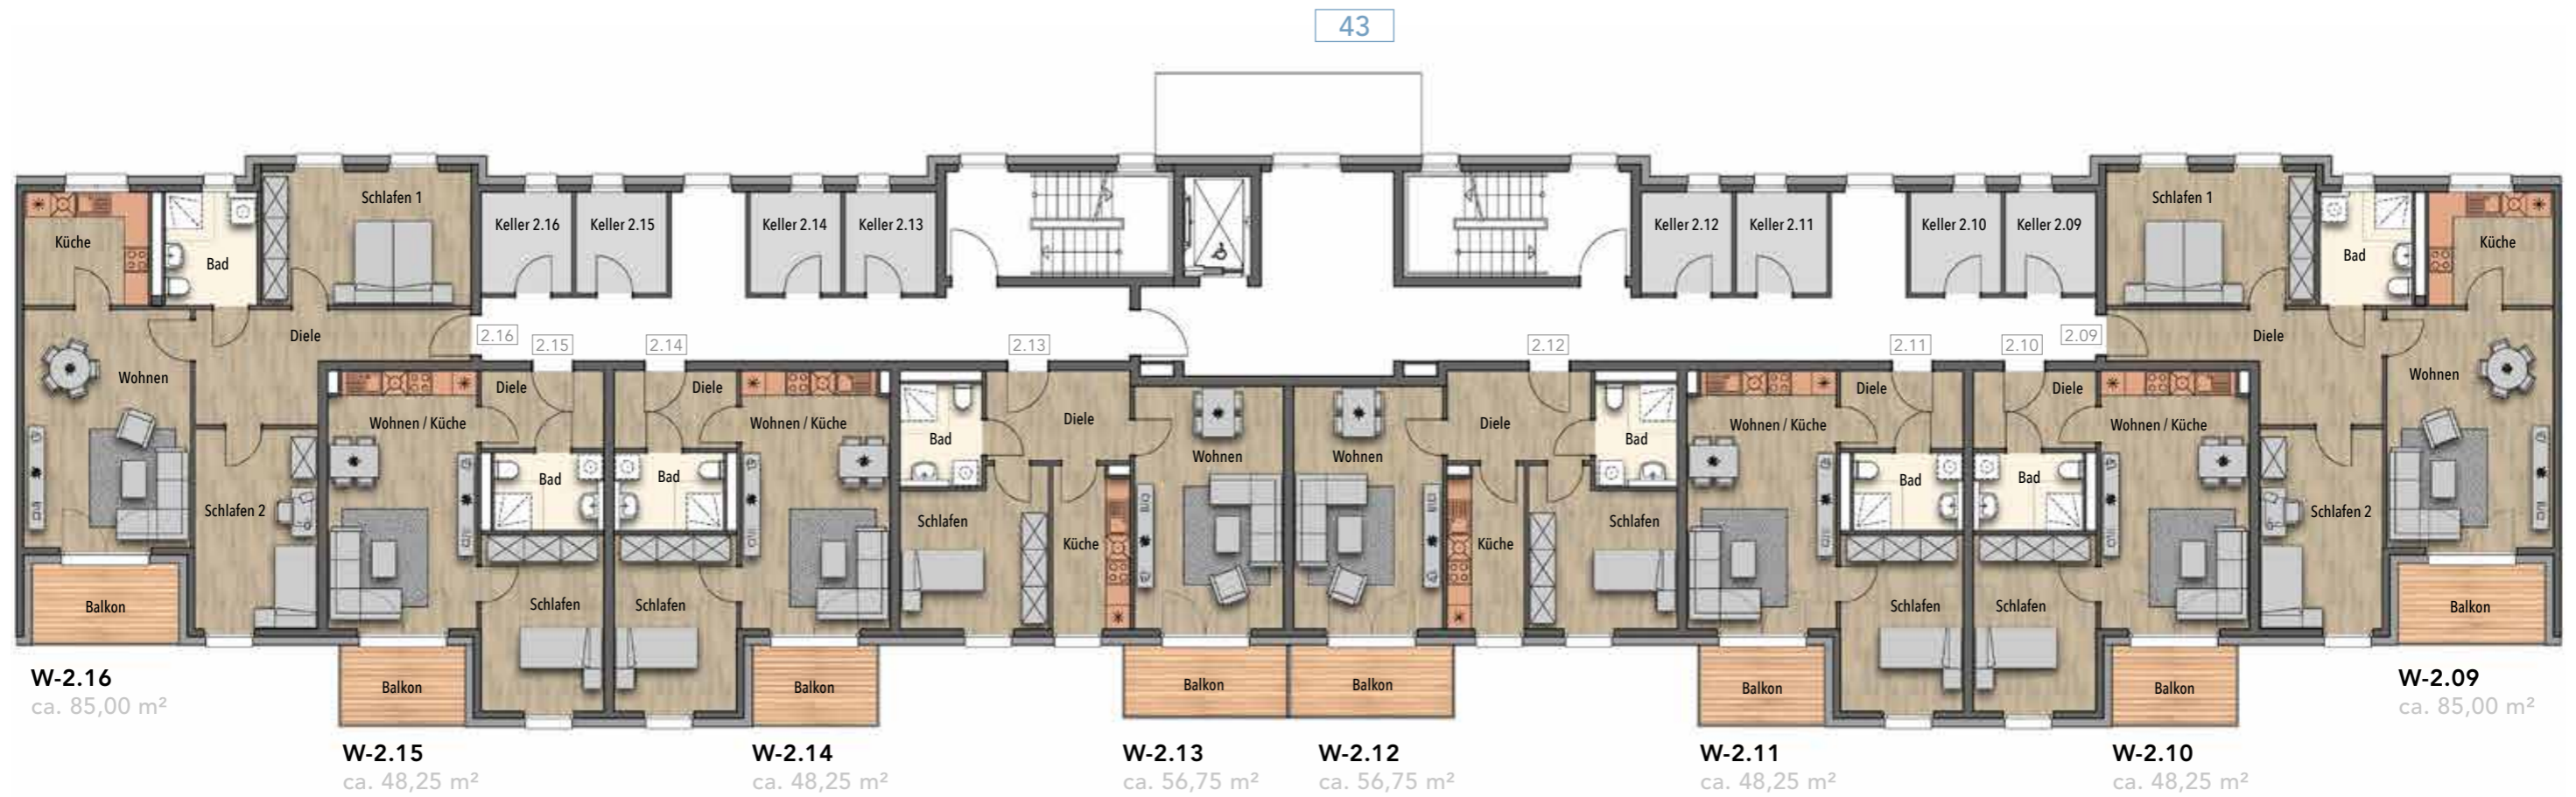 43
Küche
Bad
Schlafen 1
Keller 2.16
Keller 2.15
Keller 2.14
Keller 2.13
Keller 2.12
Keller 2.11
Keller 2.10
Keller 2.09
Schlafen 1
Bad
Küche
Diele
2.16
2.15
2.14
2.13
2.12
2.11
2.10
2.09
Diele
Wohnen
Diele
Diele
Wohnen / Küche
Wohnen / Küche
Bad
Diele
Wohnen
Wohnen
Diele
Bad
Diele
Wohnen / Küche
Diele
Wohnen / Küche
Wohnen
Bad
Bad
Bad
Bad
Schlafen 2
Schlafen
Küche
Küche
Schlafen
Schlafen 2
Balkon
Schlafen
Schlafen
Schlafen
Schlafen
Balkon
Balkon
Balkon
Balkon
Balkon
Balkon
Balkon
W-2.16
ca. 85,00 m²
W-2.15
ca. 48,25 m²
W-2.14
ca. 48,25 m²
W-2.13
ca. 56,75 m²
W-2.12
ca. 56,75 m²
W-2.11
ca. 48,25 m²
W-2.10
ca. 48,25 m²
W-2.09
ca. 85,00 m²